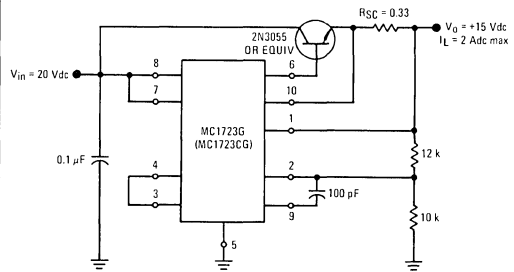 RSC = 0.33
Vo = +15 Vdc
IL = 2 Adc max
2N3055
OR EQUIV
Vin = 20 Vdc
8
6
7
10
1
MC1723G
(MC1723CG)
12 k
0.1 μF
4
2
3
100 pF
9
10 k
5